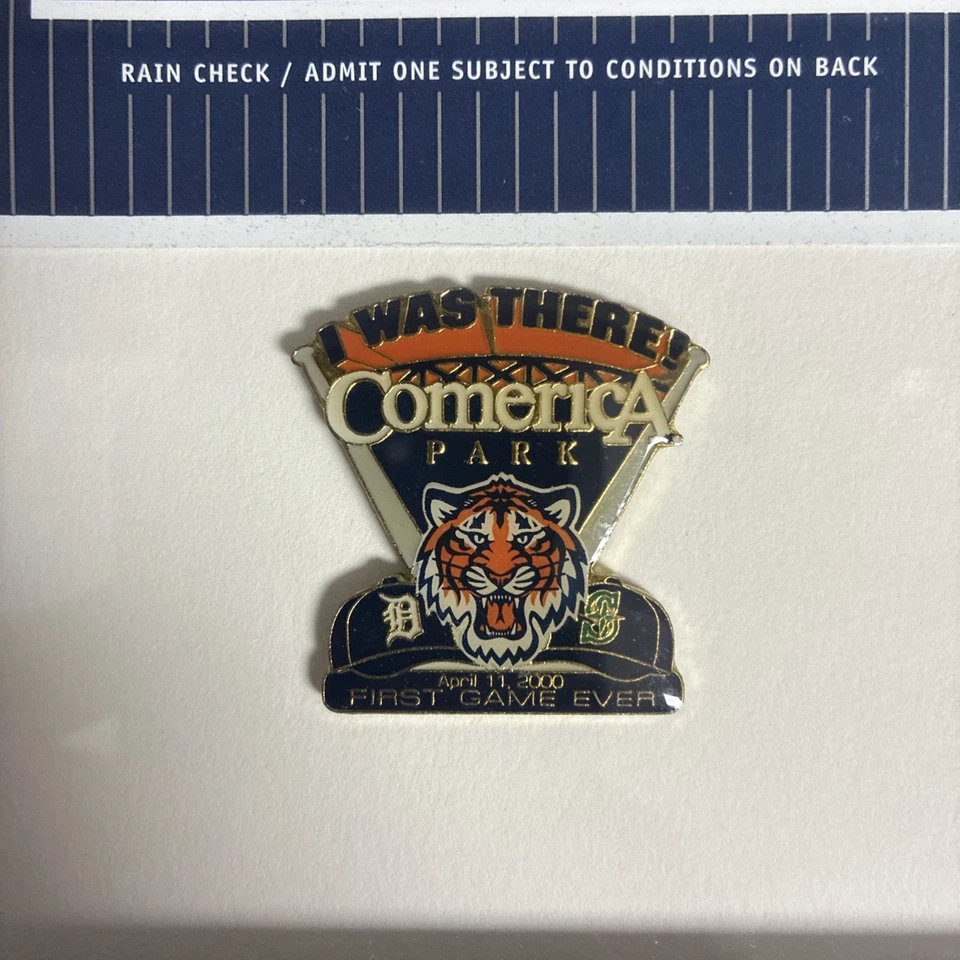 RAIN CHECK / ADMIT ONE SUBJECT TO CONDITIONS ON BACK
I WAS THERE!
ComericA
PARK
D
S
April 11, 2000
FIRST GAME EVER